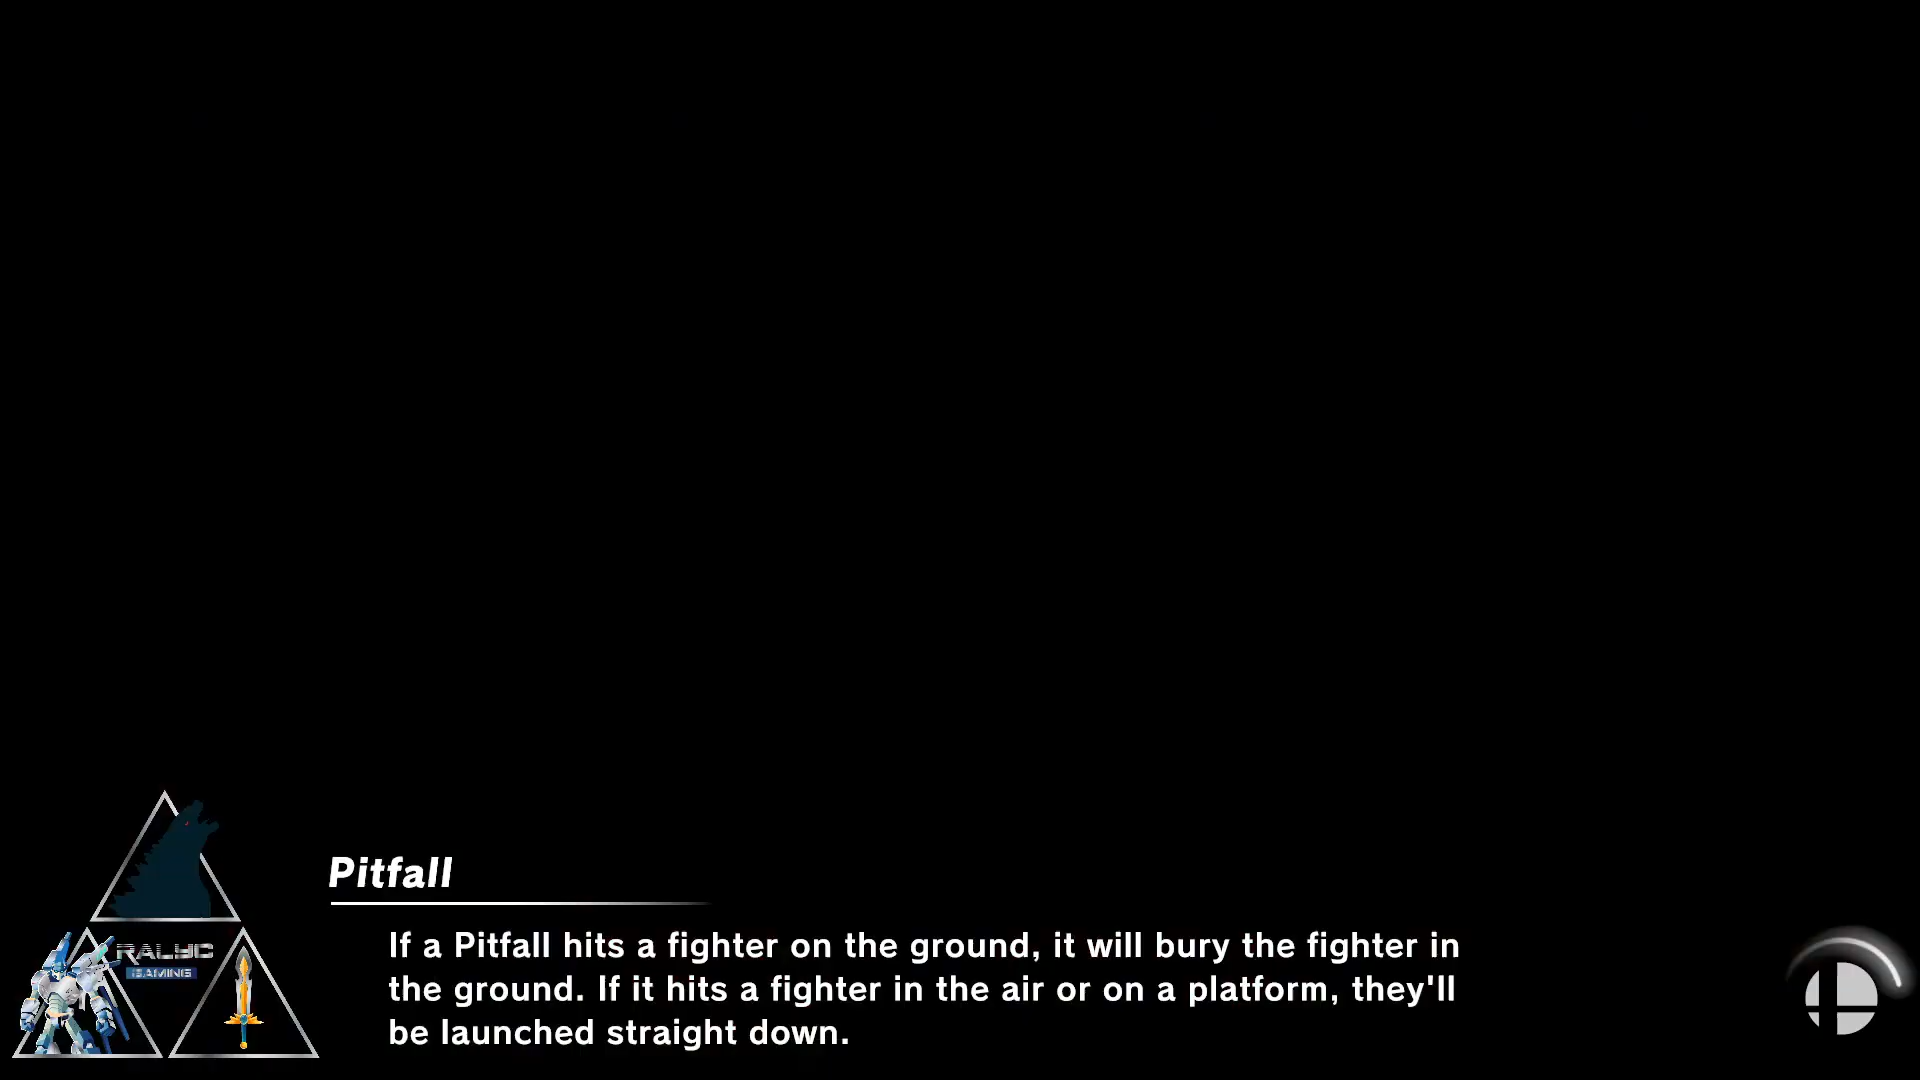 Pitfall
If a Pitfall hits a fighter on the ground, it will bury the fighter in
the ground. If it hits a fighter in the air or on a platform, they'll
be launched straight down.
RALYC
GAMING